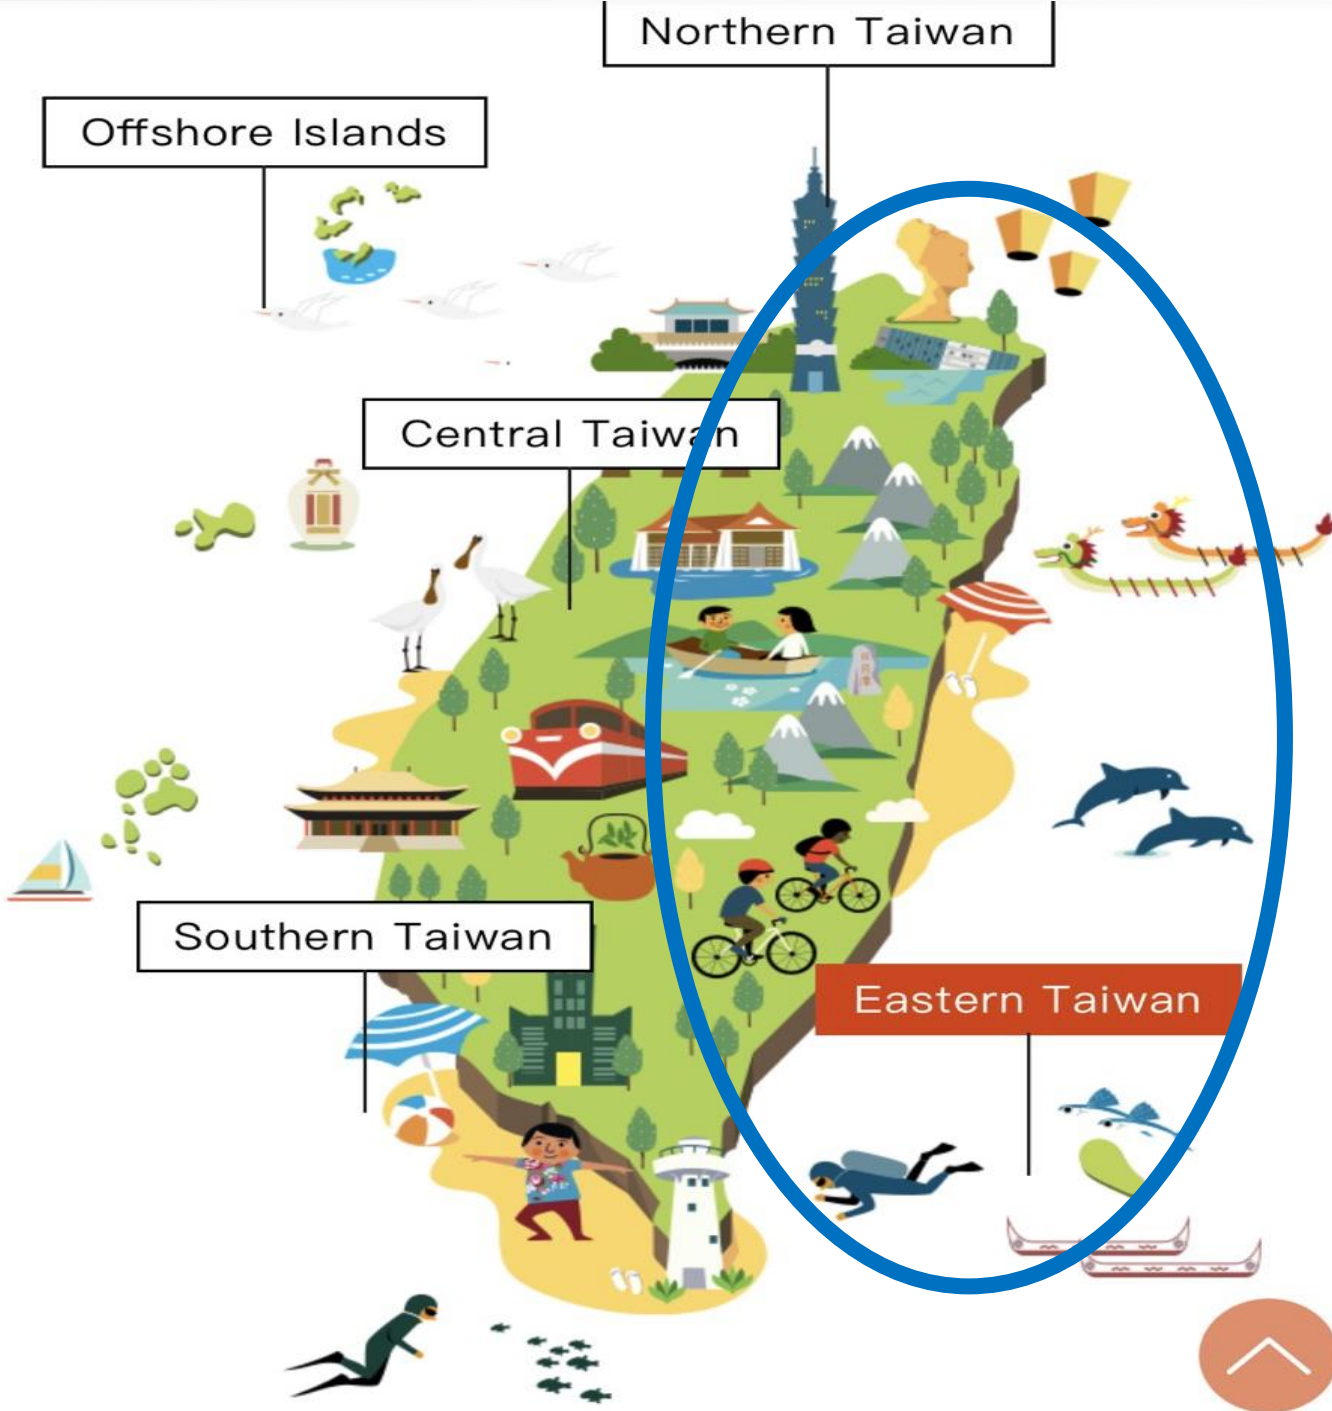 Northern Taiwan
Offshore Islands
Central Taiwan
Southern Taiwan
Eastern Taiwan